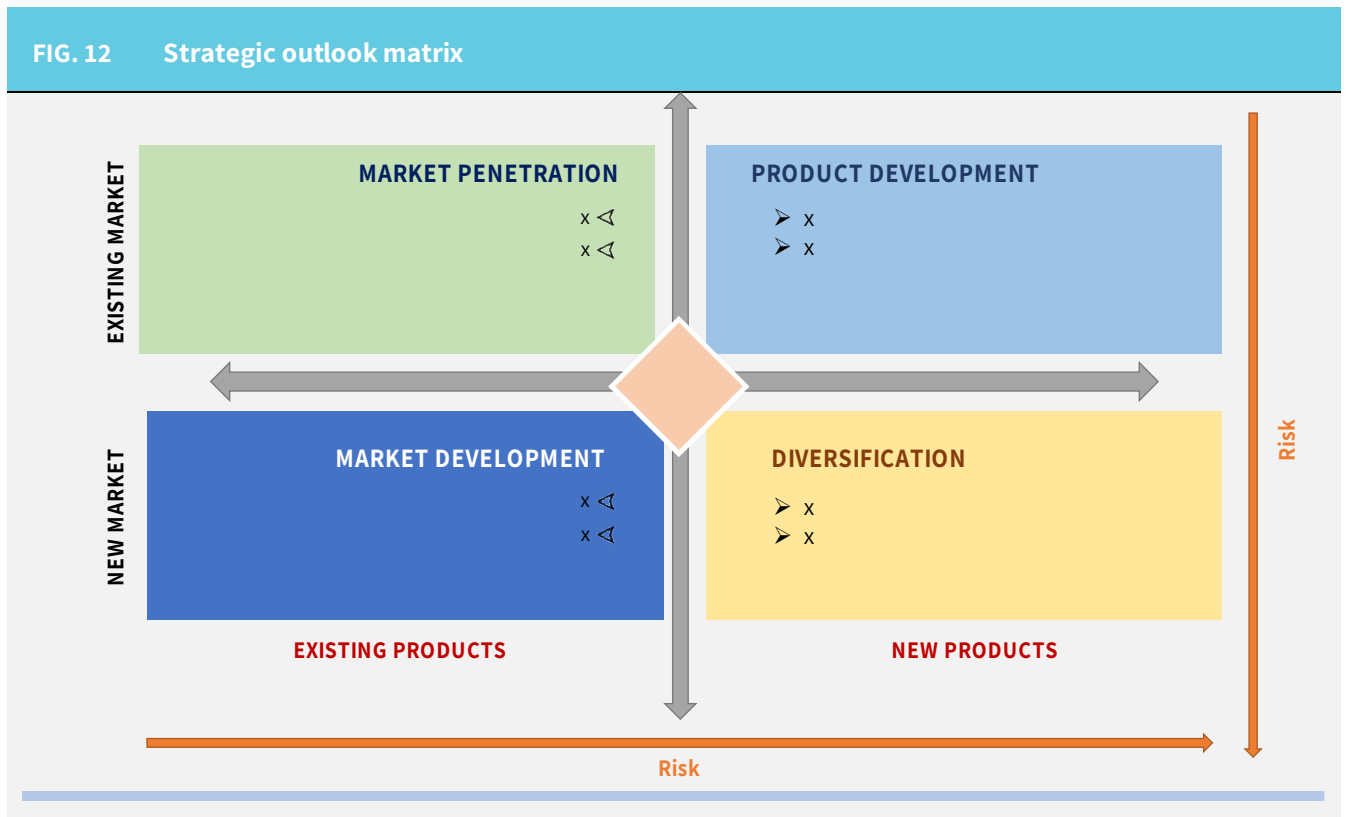 FIG. 12 Strategic outlook matrix
EXISTING MARKET
MARKET PENETRATION
x
x
PRODUCT DEVELOPMENT
x
x
NEW MARKET
MARKET DEVELOPMENT
x
x
DIVERSIFICATION
x
x
Risk
EXISTING PRODUCTS
NEW PRODUCTS
Risk